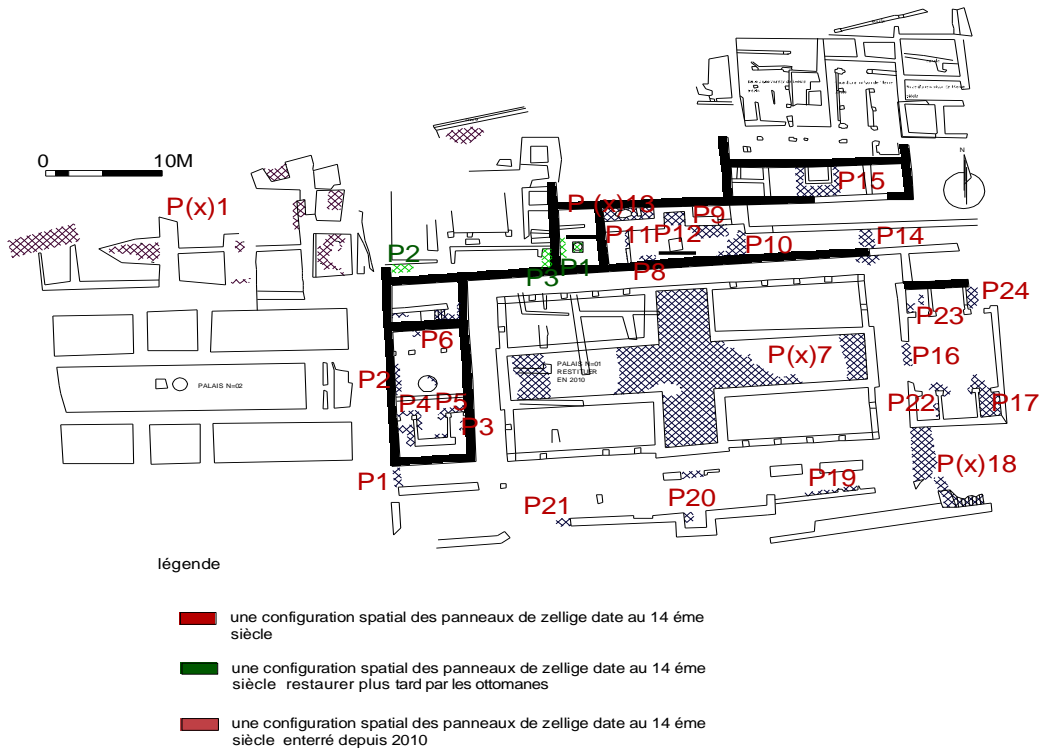 0 10M
N
P(x)1
P (x)13
P9
P15
P11
P12
P10
P14
P2
P3
P1
P8
P24
P23
P6
P(x)7
P16
PALAIS N=01
RESTITUER
EN 2010
P2
PALAIS N=02
P4
P5
P3
P22
P17
P1
P(x)18
P19
P20
P21
légende
une configuration spatial des panneaux de zellige date au 14 éme
siècle
une configuration spatial des panneaux de zellige date au 14 éme
siècle restaurer plus tard par les ottomanes
une configuration spatial des panneaux de zellige date au 14 éme
siècle enterré depuis 2010